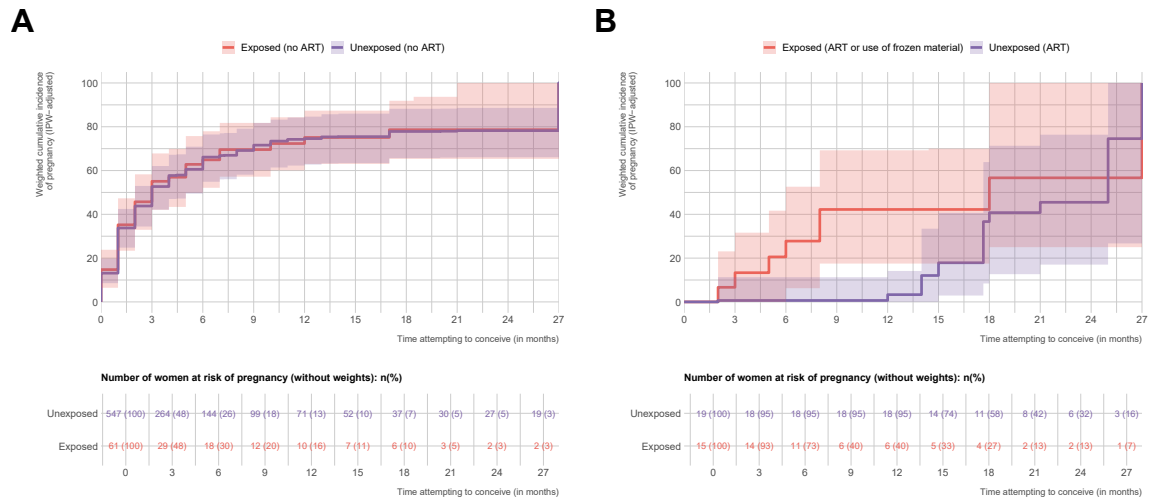 A
Exposed (no ART) Unexposed (no ART)
Weighted cumulative incidence
of pregnancy (IPW−adjusted)
100
80
60
40
20
0
0 3 6 9 12 15 18 21 24 27
Time attempting to conceive (in months)
Number of women at risk of pregnancy (without weights): n(%)
Unexposed 547 (100) 264 (48) 144 (26) 99 (18) 71 (13) 52 (10) 37 (7) 30 (5) 27 (5) 19 (3)
Exposed 61 (100) 29 (48) 18 (30) 12 (20) 10 (16) 7 (11) 6 (10) 3 (5) 2 (3) 2 (3)
0 3 6 9 12 15 18 21 24 27
Time attempting to conceive (in months)
B
Exposed (ART or use of frozen material) Unexposed (ART)
Weighted cumulative incidence
of pregnancy (IPW−adjusted)
100
80
60
40
20
0
0 3 6 9 12 15 18 21 24 27
Time attempting to conceive (in months)
Number of women at risk of pregnancy (without weights): n(%)
Unexposed 19 (100) 18 (95) 18 (95) 18 (95) 18 (95) 14 (74) 11 (58) 8 (42) 6 (32) 3 (16)
Exposed 15 (100) 14 (93) 11 (73) 6 (40) 6 (40) 5 (33) 4 (27) 2 (13) 2 (13) 1 (7)
0 3 6 9 12 15 18 21 24 27
Time attempting to conceive (in months)